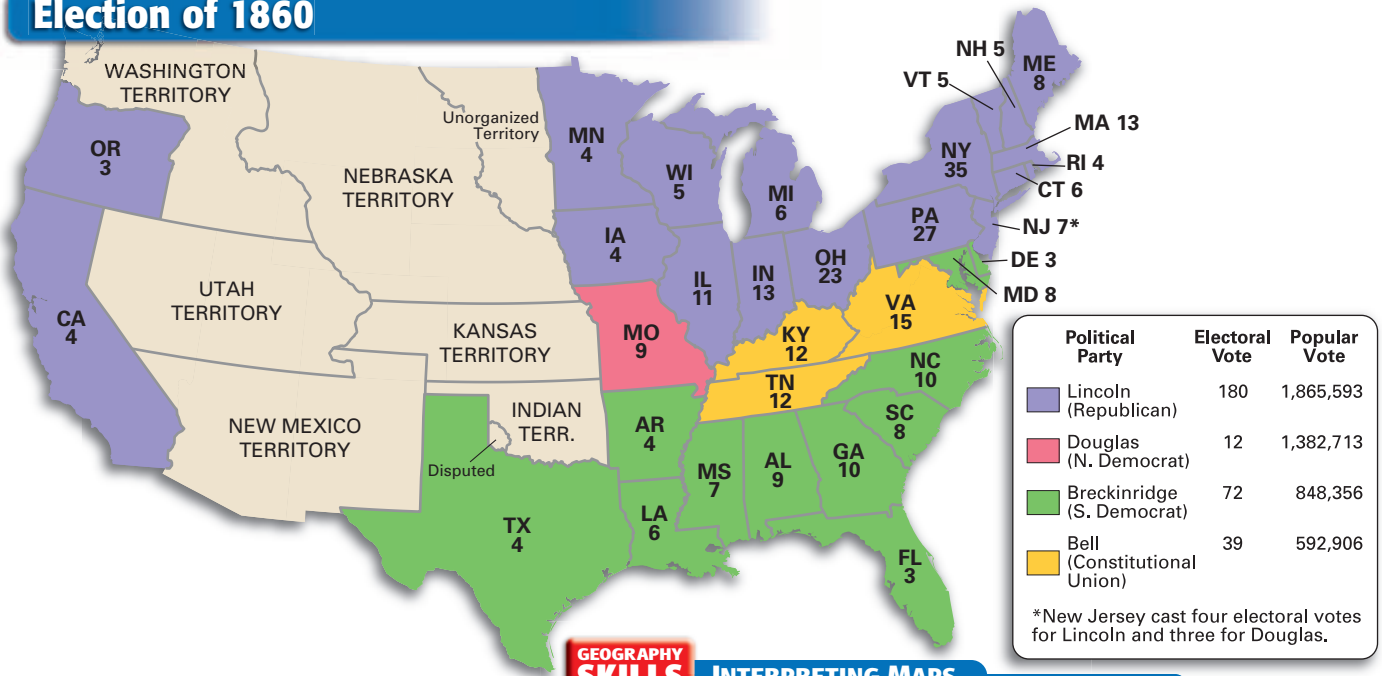 Election of 1860
WASHINGTON
TERRITORY
OR
3
CA
4
UTAH
TERRITORY
NEBRASKA
TERRITORY
Unorganized
Territory
KANSAS
TERRITORY
NEW MEXICO
TERRITORY
INDIAN
TERR.
Disputed
TX
4
MN
4
WI
5
MI
6
IA
4
IL
11
IN
13
OH
23
MO
9
KY
12
TN
12
VA
15
AR
4
LA
6
MS
7
AL
9
GA
10
FL
3
SC
8
NC
10
PA
27
NY
35
VT 5
NH 5
ME
8
MA 13
RI 4
CT 6
NJ 7*
DE 3
MD 8
Political Electoral Popular
Party Vote Vote
Lincoln 180 1,865,593
(Republican)
Douglas 12 1,382,713
(N. Democrat)
Breckinridge 72 848,356
(S. Democrat)
Bell 39 592,906
(Constitutional
Union)
*New Jersey cast four electoral votes
for Lincoln and three for Douglas.
GEOGRAPHY
SKILLS INTERPRETING MAPS